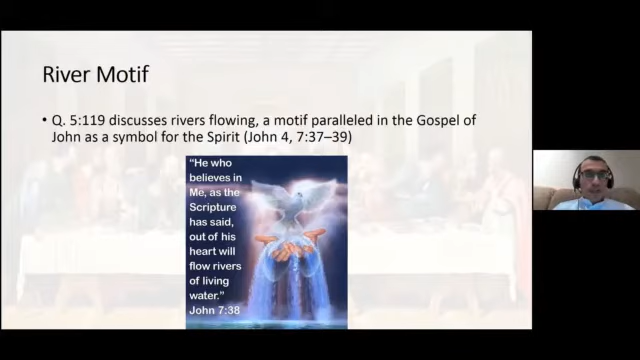 River Motif
• Q. 5:119 discusses rivers flowing, a motif paralleled in the Gospel of
John as a symbol for the Spirit (John 4, 7:37–39)
“He who
believes in
Me, as the
Scripture
has said,
out of his
heart will
flow rivers
of living
water.”
John 7:38